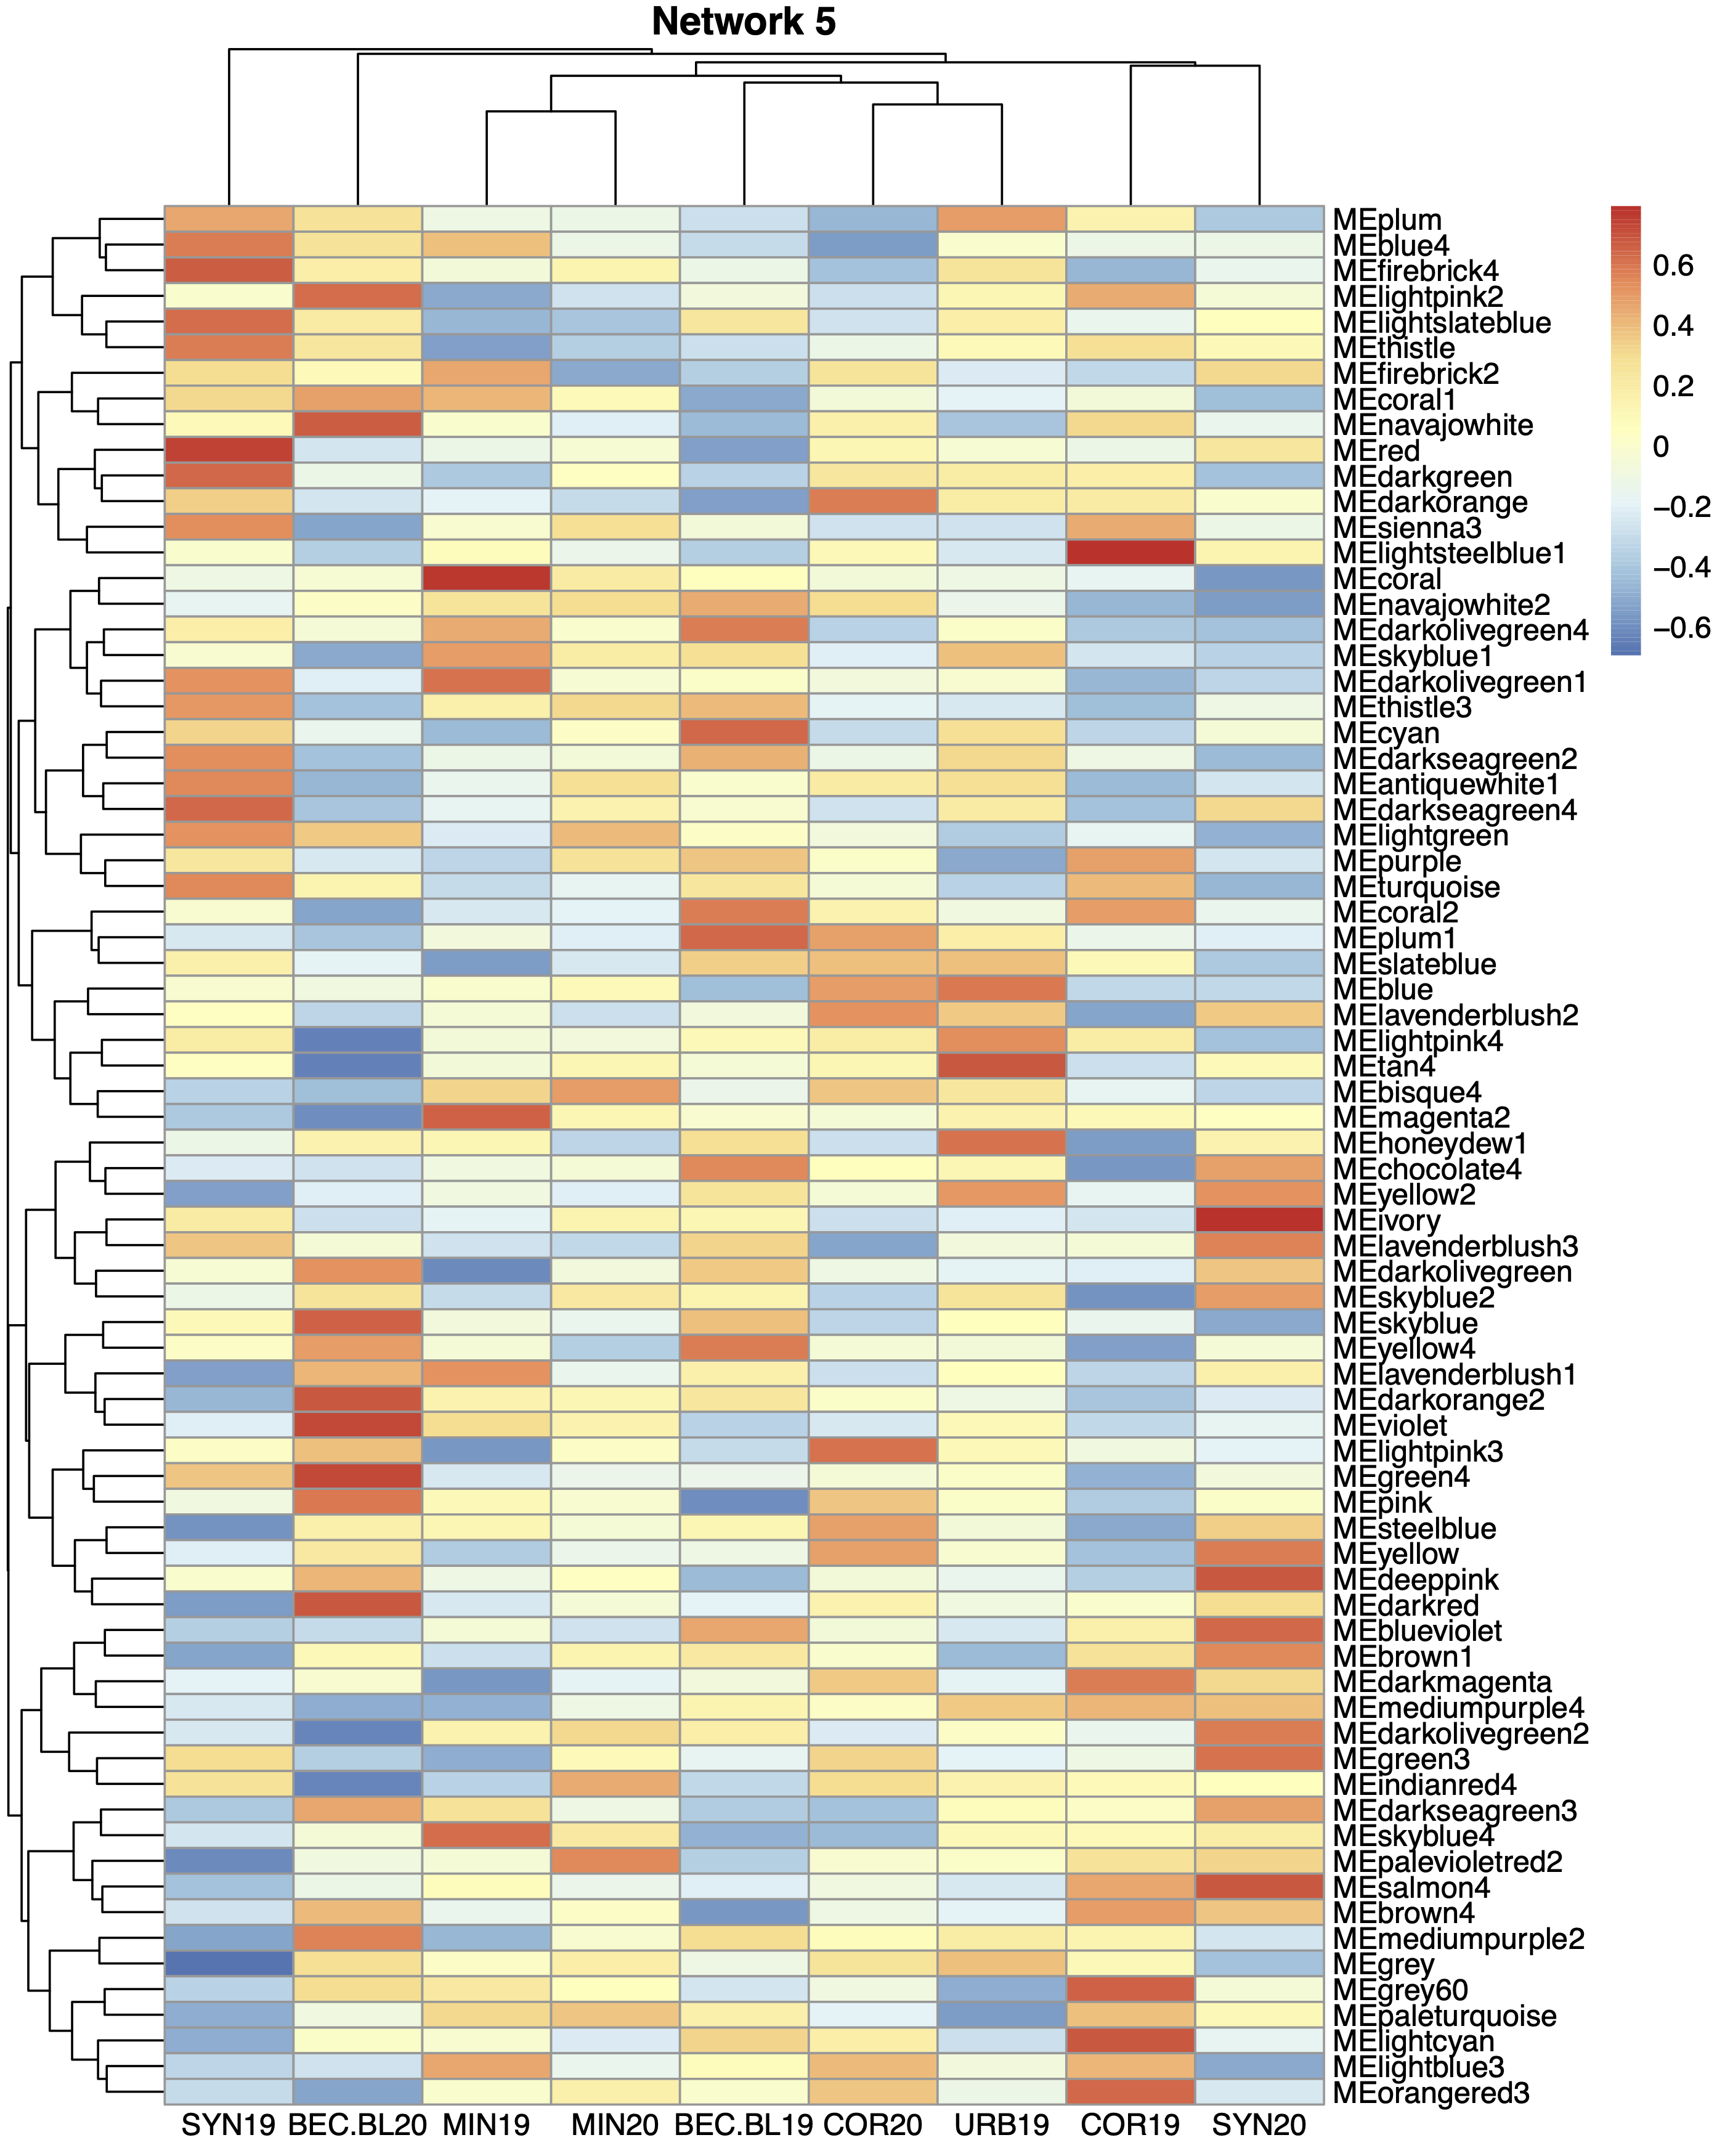 Network 5
MEplum
MEblue4
MEfirebrick4
MElightpink2
MElightslateblue
MEthistle
MEfirebrick2
MEcoral1
MEnavajowhite
MEred
MEdarkgreen
MEdarkorange
MEsienna3
MElightsteelblue1
MEcoral
MEnavajowhite2
MEdarkolivegreen4
MEskyblue1
MEdarkolivegreen1
MEthistle3
MEcyan
MEdarkseagreen2
MEantiquewhite1
MEdarkseagreen4
MElightgreen
MEpurple
MEturquoise
MEcoral2
MEplum1
MEslateblue
MEblue
MElavenderblush2
MElightpink4
MEtan4
MEbisque4
MEmagenta2
MEhoneydew1
MEchocolate4
MEyellow2
MEivory
MElavenderblush3
MEdarkolivegreen
MEskyblue2
MEskyblue
MEyellow4
MElavenderblush1
MEdarkorange2
MEviolet
MElightpink3
MEgreen4
MEpink
MEsteelblue
MEyellow
MEdeeppink
MEdarkred
MEblueviolet
MEbrown1
MEdarkmagenta
MEmediumpurple4
MEdarkolivegreen2
MEgreen3
MEindianred4
MEdarkseagreen3
MEskyblue4
MEpalevioletred2
MEsalmon4
MEbrown4
MEmediumpurple2
MEgrey
MEgrey60
MEpaleturquoise
MElightcyan
MElightblue3
MEorangered3
0.6
0.4
0.2
0
−0.2
−0.4
−0.6
SYN19 BEC.BL20 MIN19 MIN20 BEC.BL19 COR20 URB19 COR19 SYN20